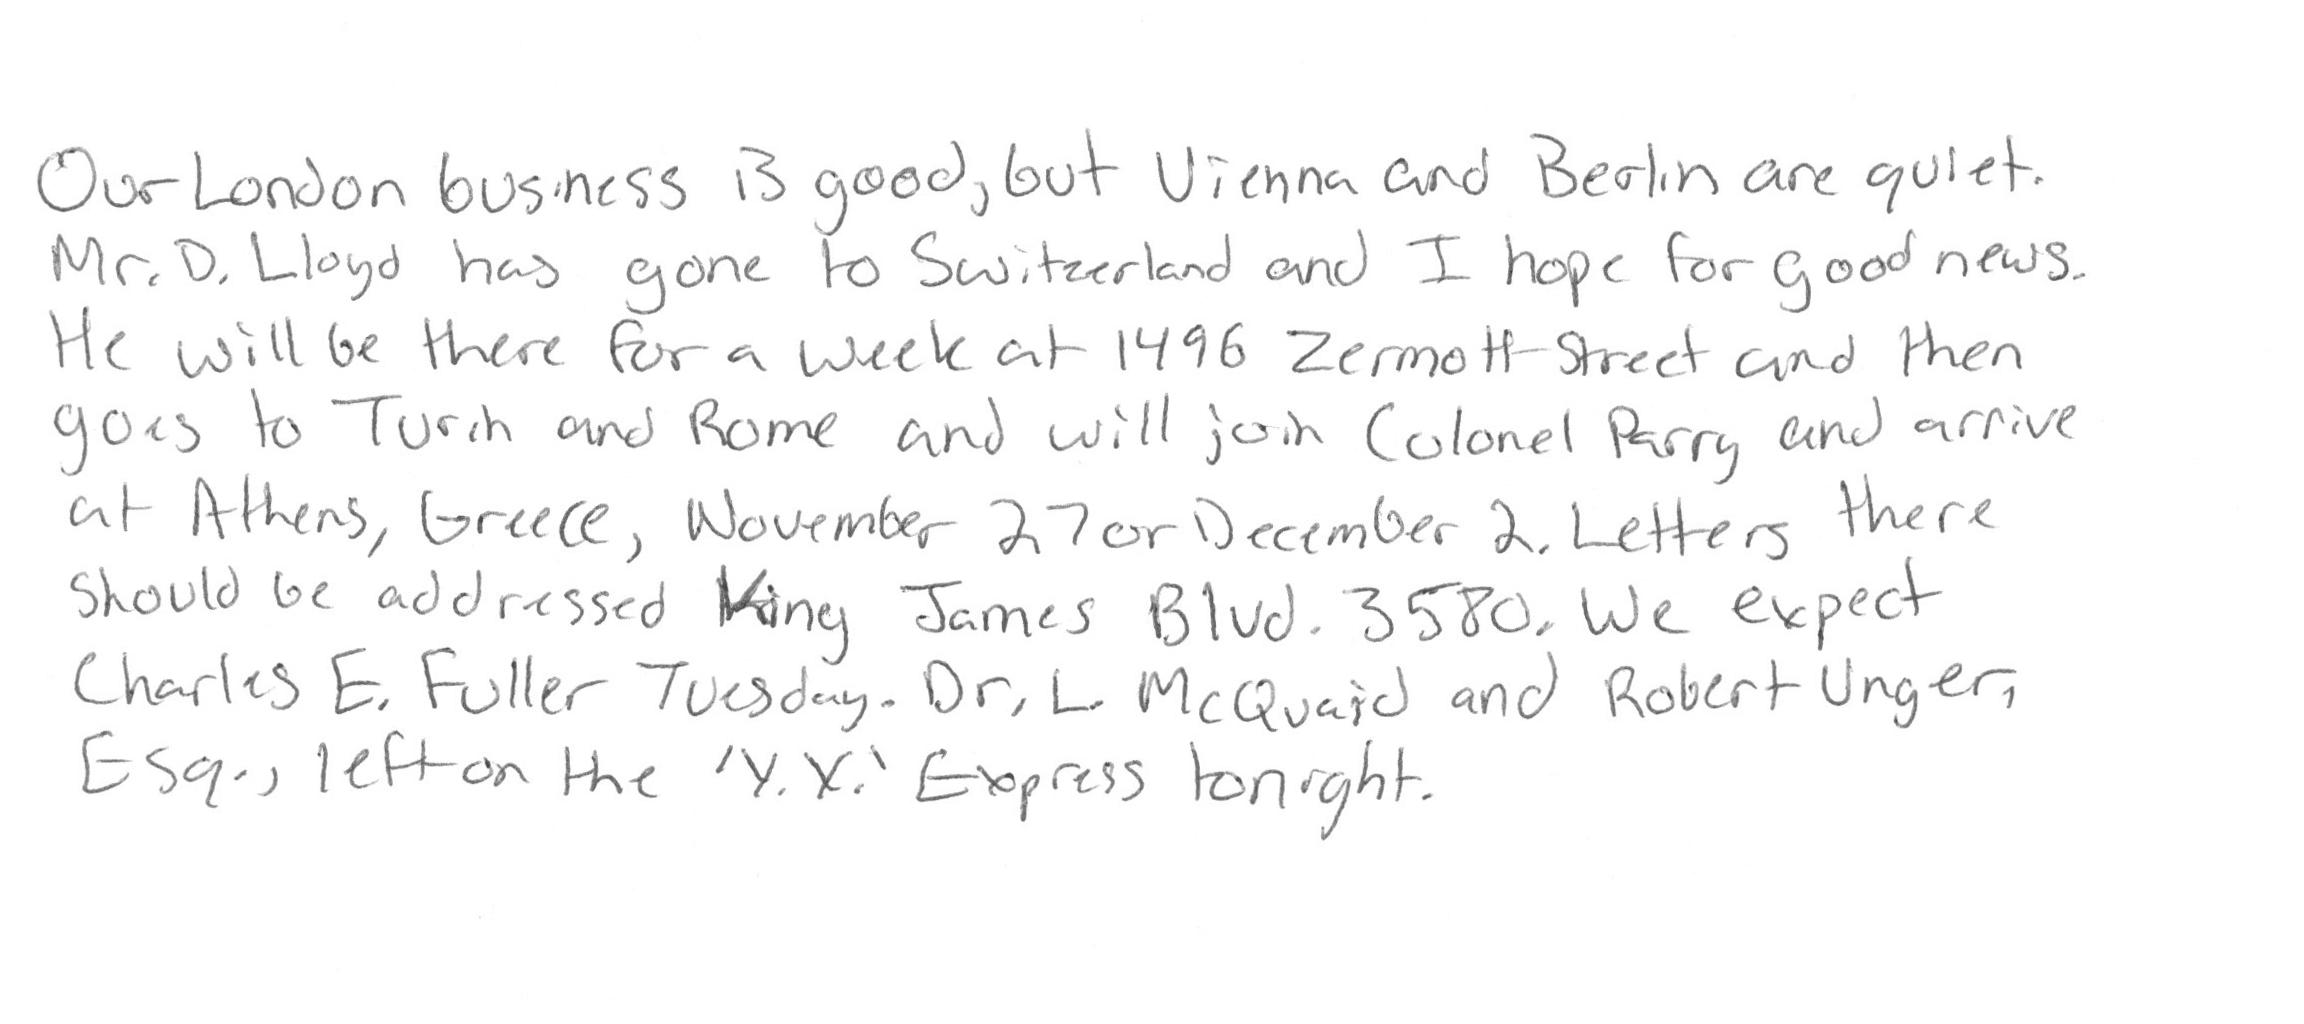 Our London business is good, but Vienna and Berlin are quiet.
Mr. D. Lloyd has gone to Switzerland and I hope for good news.
He will be there for a week at 1496 Zermott Street and then
goes to Turin and Rome and will join Colonel Parry and arrive
at Athens, Greece, November 27 or December 2. Letters there
should be addressed King James Blvd. 3580. We expect
Charles E. Fuller Tuesday. Dr. L. McQuaid and Robert Unger,
Esq., left on the 'Y.X.' Express tonight.